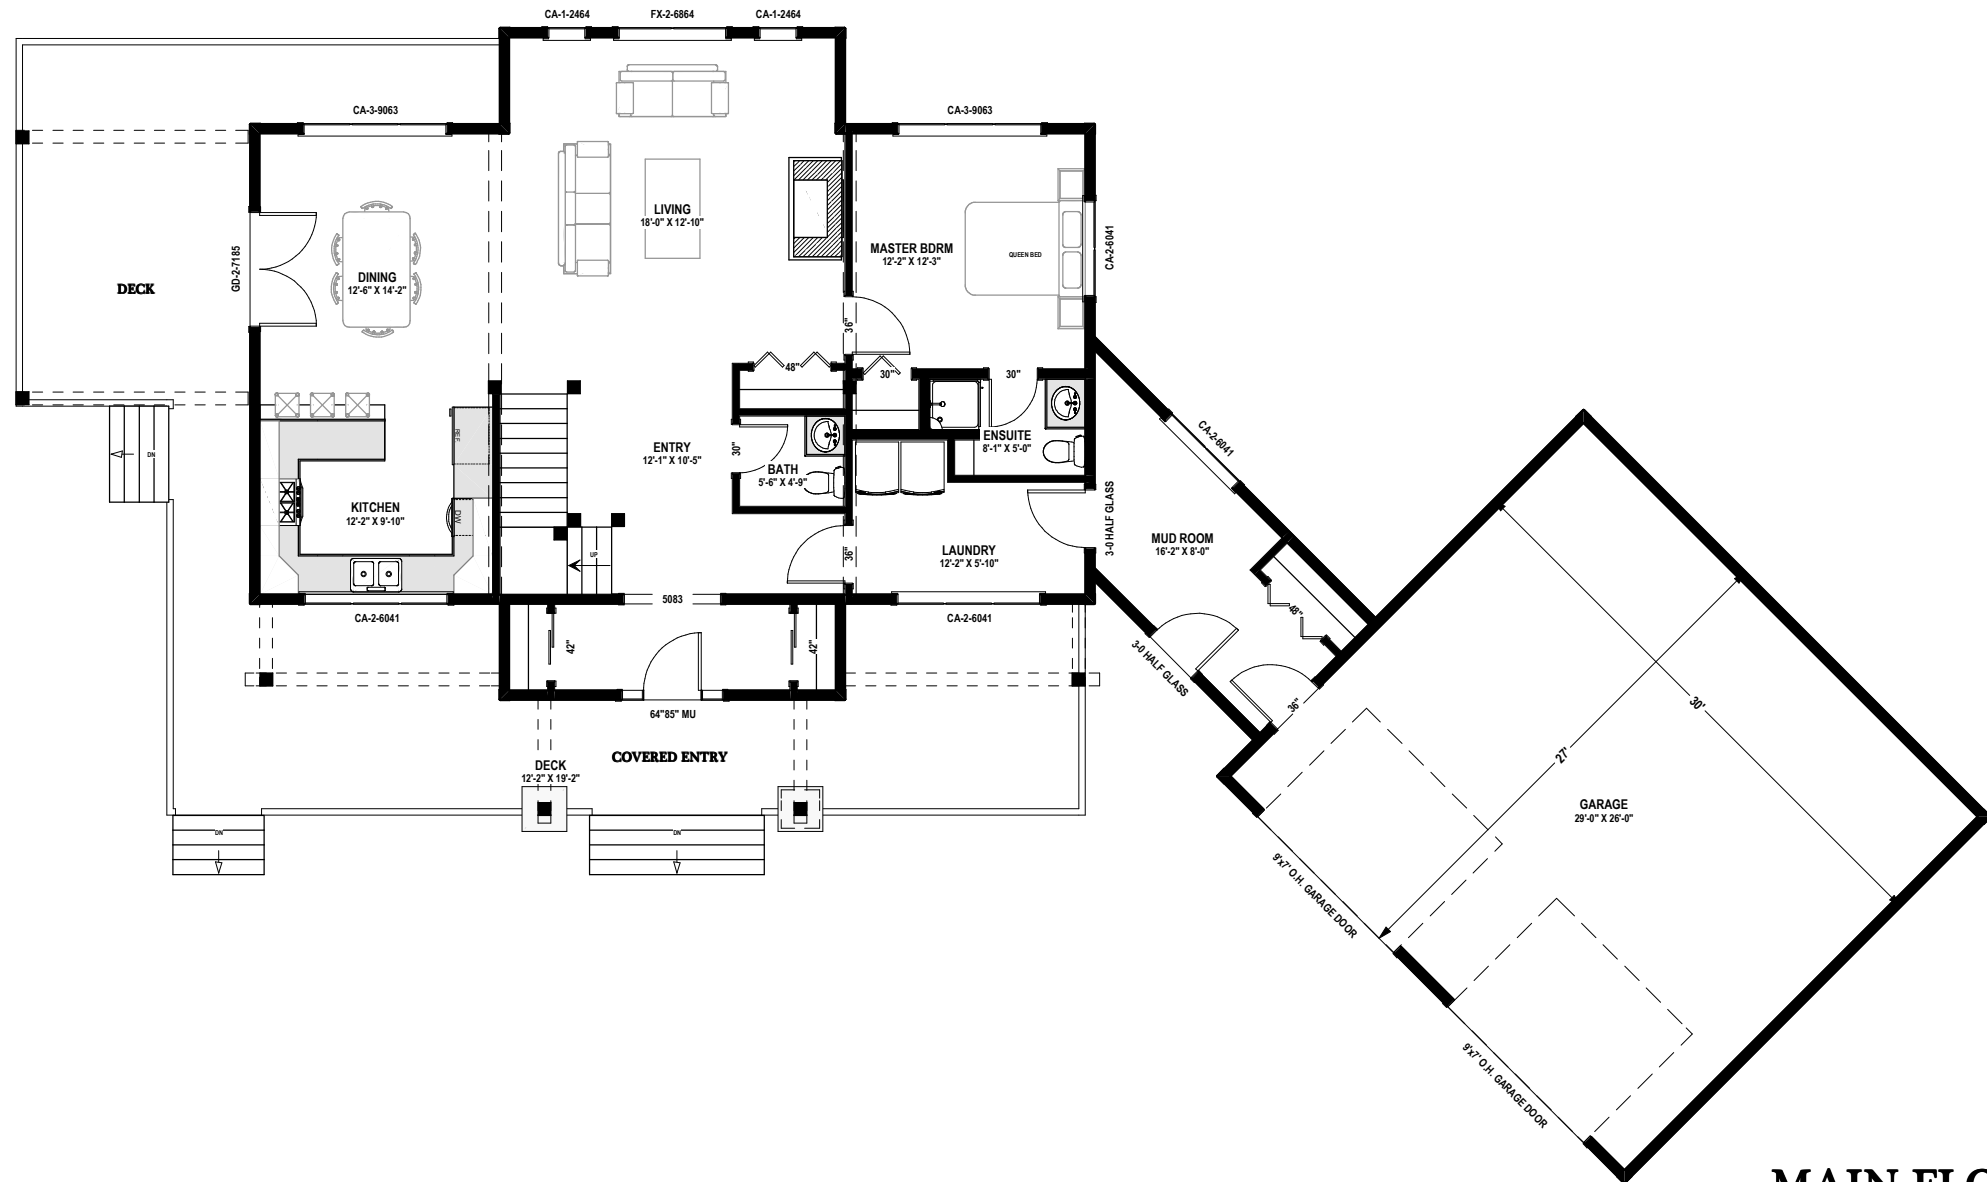 CA-1-2464
FX-2-6864
CA-1-2464
CA-3-9063
CA-3-9063
LIVING
18'-0" X 12'-10"
MASTER BDRM
12'-2" X 12'-3"
QUEEN BED
CA-2-6041
GD-2-7185
DINING
12'-6" X 14'-2"
DECK
36"
48"
30"
30"
REF
ENTRY
12'-1" X 10'-5"
30"
BATH
5'-6" X 4'-9"
ENSUITE
8'-1" X 5'-0"
CA-2-6041
DN
KITCHEN
12'-2" X 9'-10"
DW
UP
36"
LAUNDRY
12'-2" X 5'-10"
3-0 HALF GLASS
MUD ROOM
16'-2" X 8'-0"
48"
5083
CA-2-6041
CA-2-6041
42"
42"
3-0 HALF GLASS
36"
64"85" MU
COVERED ENTRY
DECK
12'-2" X 19'-2"
30'
27'
GARAGE
29'-0" X 26'-0"
DN
DN
9'x7' O.H. GARAGE DOOR
9'x7' O.H. GARAGE DOOR